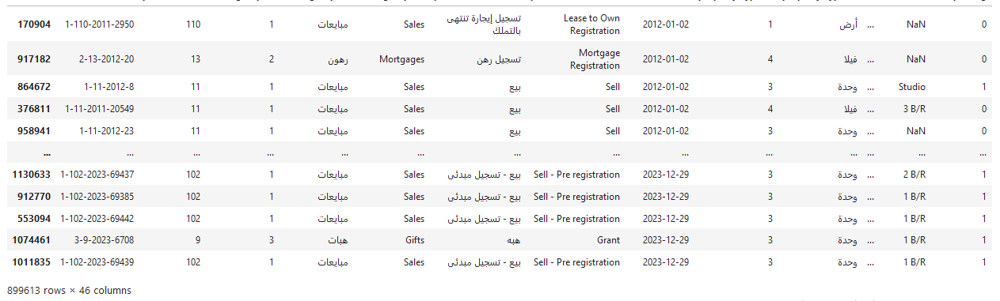 170904 1-110-2011-2950 110 1 مبايعات Sales تسجيل إيجارة تنتهى بالتملك Lease to Own Registration 2012-01-02 1 أرض ... NaN 0
917182 2-13-2012-20 13 2 رهون Mortgages تسجيل رهن Mortgage Registration 2012-01-02 4 فيلا ... NaN 0
864672 1-11-2012-8 11 1 مبايعات Sales بيع Sell 2012-01-02 3 وحدة ... Studio 1
376811 1-11-2011-20549 11 1 مبايعات Sales بيع Sell 2012-01-02 4 فيلا ... 3 B/R 0
958941 1-11-2012-23 11 1 مبايعات Sales بيع Sell 2012-01-02 3 وحدة ... NaN 0
... ... ... ... ... ... ... ... ... ... ... ... ... ...
1130633 1-102-2023-69437 102 1 مبايعات Sales بيع - تسجيل مبدئى Sell - Pre registration 2023-12-29 3 وحدة ... 2 B/R 1
912770 1-102-2023-69385 102 1 مبايعات Sales بيع - تسجيل مبدئى Sell - Pre registration 2023-12-29 3 وحدة ... 1 B/R 1
553094 1-102-2023-69442 102 1 مبايعات Sales بيع - تسجيل مبدئى Sell - Pre registration 2023-12-29 3 وحدة ... 1 B/R 1
1074461 3-9-2023-6708 9 3 هبات Gifts هبه Grant 2023-12-29 3 وحدة ... 1 B/R 1
1011835 1-102-2023-69439 102 1 مبايعات Sales بيع - تسجيل مبدئى Sell - Pre registration 2023-12-29 3 وحدة ... 1 B/R 1
899613 rows × 46 columns